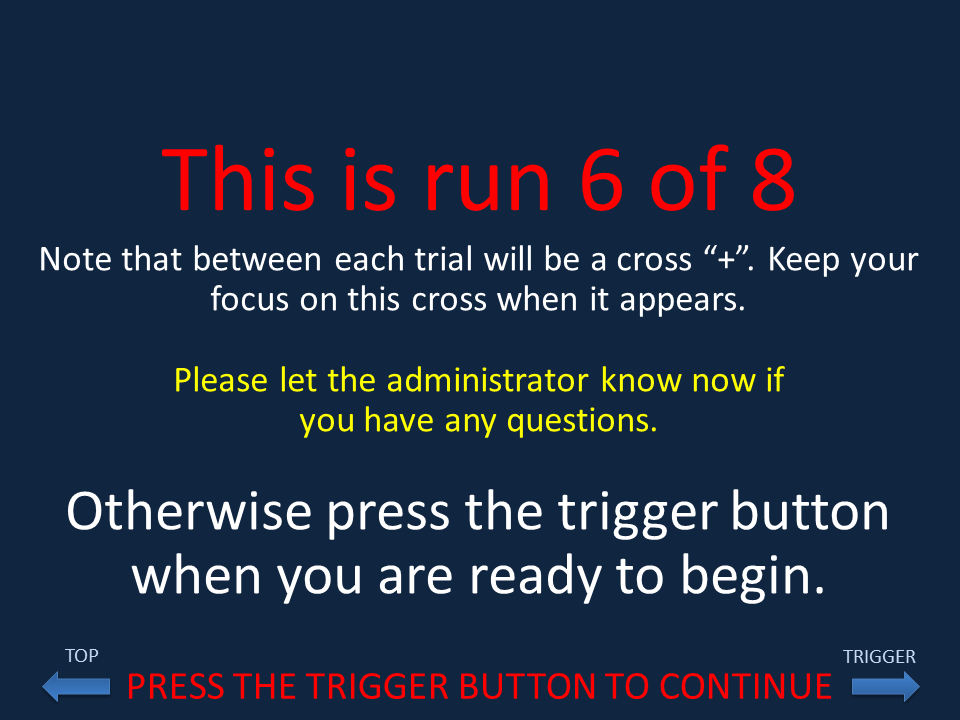 This is run 6 of 8
Note that between each trial will be a cross “+”. Keep your
focus on this cross when it appears.
Please let the administrator know now if
you have any questions.
Otherwise press the trigger button
when you are ready to begin.
TOP
TRIGGER
PRESS THE TRIGGER BUTTON TO CONTINUE